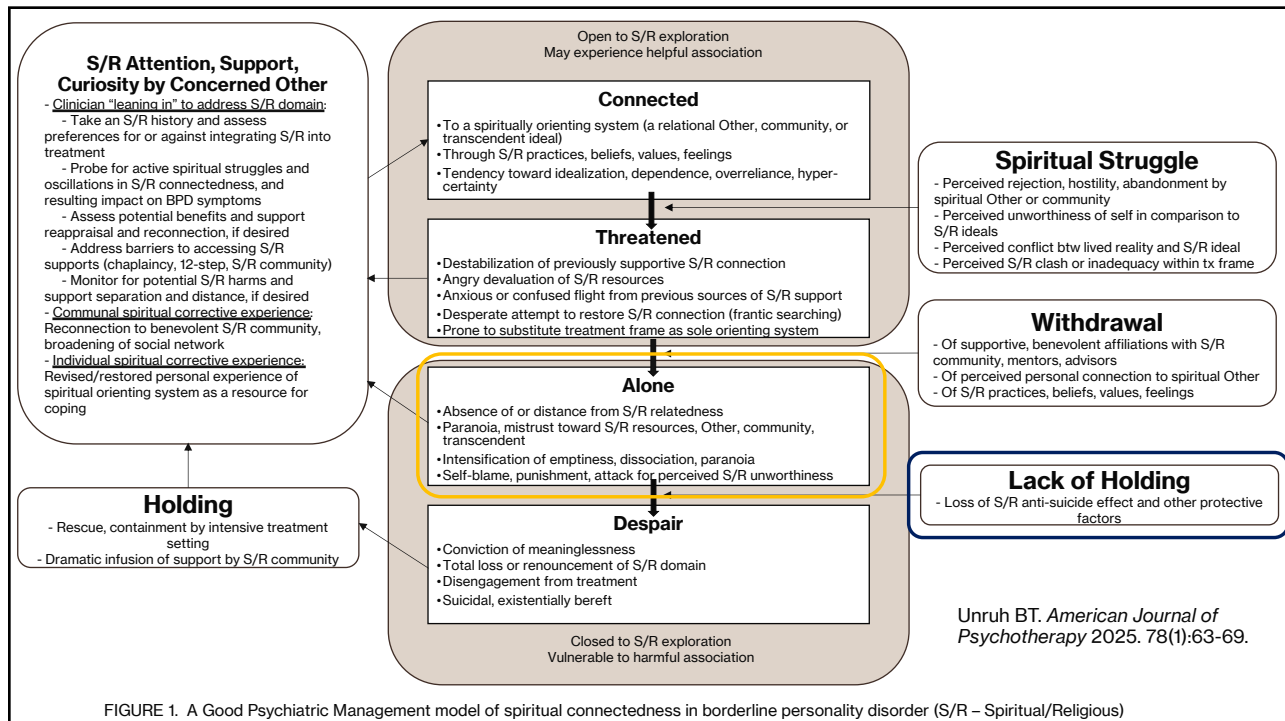 S/R Attention, Support,
Curiosity by Concerned Other
- Clinician "leaning in" to address S/R domain:
- Take an S/R history and assess
preferences for or against integrating S/R into
treatment
- Probe for active spiritual struggles and
oscillations in S/R connectedness, and
resulting impact on BPD symptoms
- Assess potential benefits and support
reappraisal and reconnection, if desired
- Address barriers to accessing S/R
supports (chaplaincy, 12-step, S/R community)
- Monitor for potential S/R harms and
support separation and distance, if desired
- Communal spiritual corrective experience:
Reconnection to benevolent S/R community,
broadening of social network
- Individual spiritual corrective experience:
Revised/restored personal experience of
spiritual orienting system as a resource for
coping
Holding
- Rescue, containment by intensive treatment
setting
- Dramatic infusion of support by S/R community
Open to S/R exploration
May experience helpful association
Connected
•To a spiritually orienting system (a relational Other, community, or
transcendent ideal)
•Through S/R practices, beliefs, values, feelings
•Tendency toward idealization, dependence, overreliance, hyper-
certainty
Threatened
•Destabilization of previously supportive S/R connection
•Angry devaluation of S/R resources
•Anxious or confused flight from previous sources of S/R support
•Desperate attempt to restore S/R connection (frantic searching)
•Prone to substitute treatment frame as sole orienting system
Alone
•Absence of or distance from S/R relatedness
•Paranoia, mistrust toward S/R resources, Other, community,
transcendent
•Intensification of emptiness, dissociation, paranoia
•Self-blame, punishment, attack for perceived S/R unworthiness
Despair
•Conviction of meaninglessness
•Total loss or renouncement of S/R domain
•Disengagement from treatment
•Suicidal, existentially bereft
Closed to S/R exploration
Vulnerable to harmful association
Spiritual Struggle
- Perceived rejection, hostility, abandonment by
spiritual Other or community
- Perceived unworthiness of self in comparison to
S/R ideals
- Perceived conflict btw lived reality and S/R ideal
- Perceived S/R clash or inadequacy within tx frame
Withdrawal
- Of supportive, benevolent affiliations with S/R
community, mentors, advisors
- Of perceived personal connection to spiritual Other
- Of S/R practices, beliefs, values, feelings
Lack of Holding
- Loss of S/R anti-suicide effect and other protective
factors
Unruh BT. American Journal of
Psychotherapy 2025. 78(1):63-69.
FIGURE 1. A Good Psychiatric Management model of spiritual connectedness in borderline personality disorder (S/R – Spiritual/Religious)